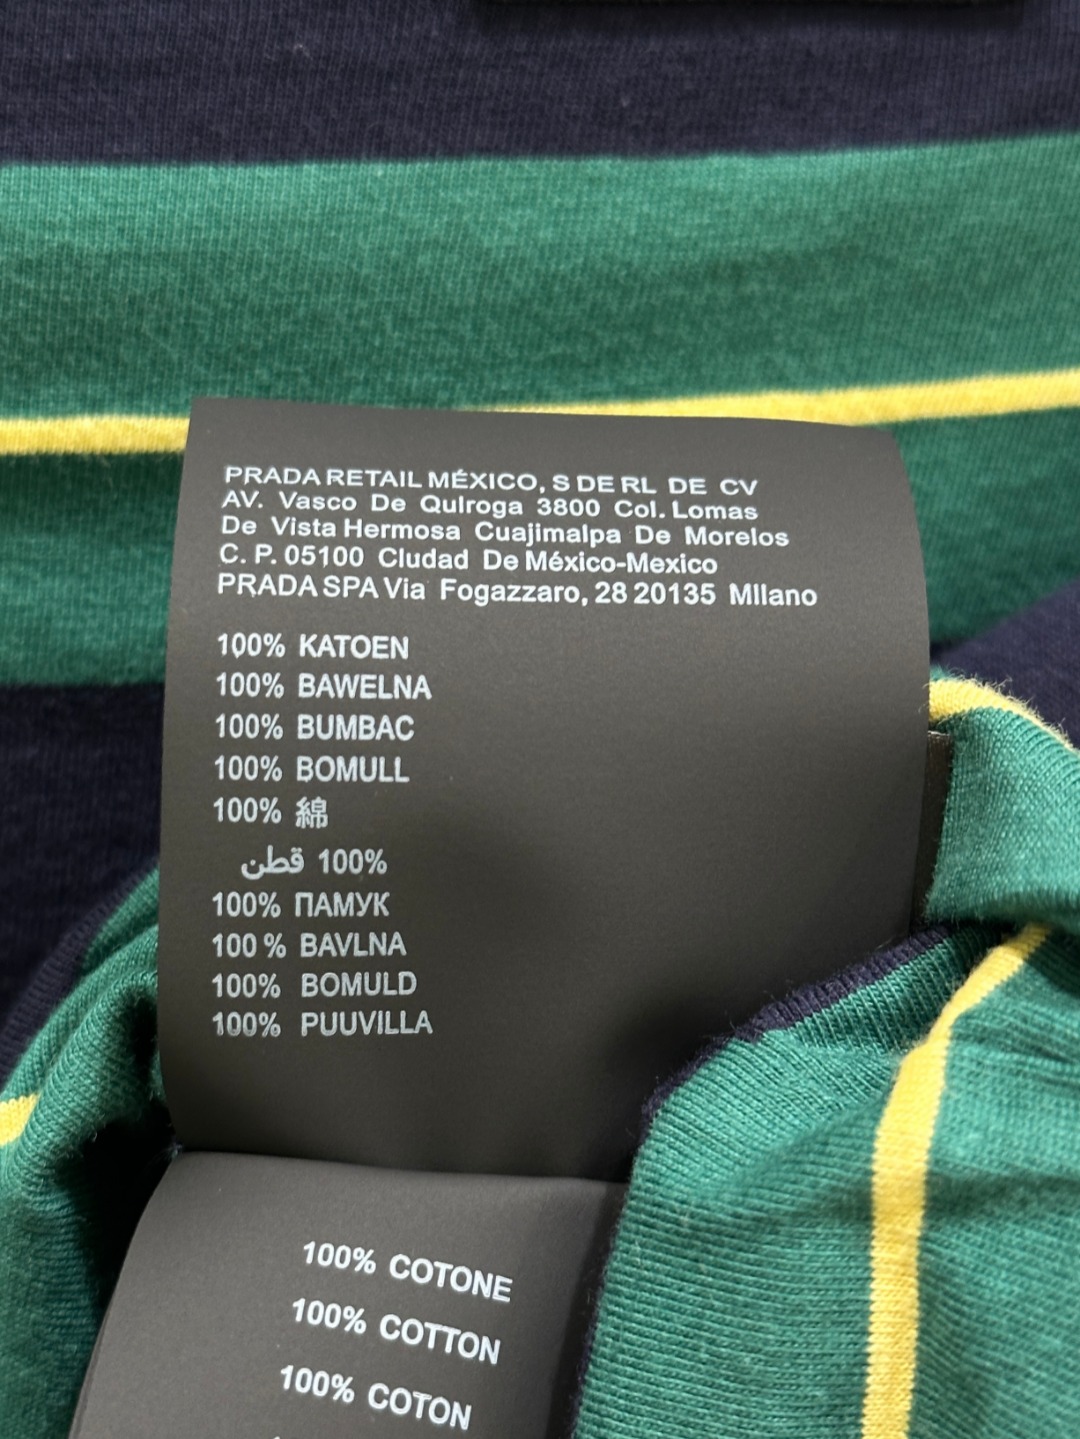 PRADA RETAIL MÉXICO, S DE RL DE CV
AV. Vasco De Quiroga 3800 Col. Lomas
De Vista Hermosa Cuajimalpa De Morelos
C. P. 05100 Ciudad De México-Mexico
PRADA SPA Via Fogazzaro, 28 20135 Milano
100% KATOEN
100% BAWELNA
100% BUMBAC
100% BOMULL
100% 綿
100% قطن
100% ПАМУК
100 % BAVLNA
100% BOMULD
100% PUUVILLA
100% COTONE
100% COTTON
100% COTON